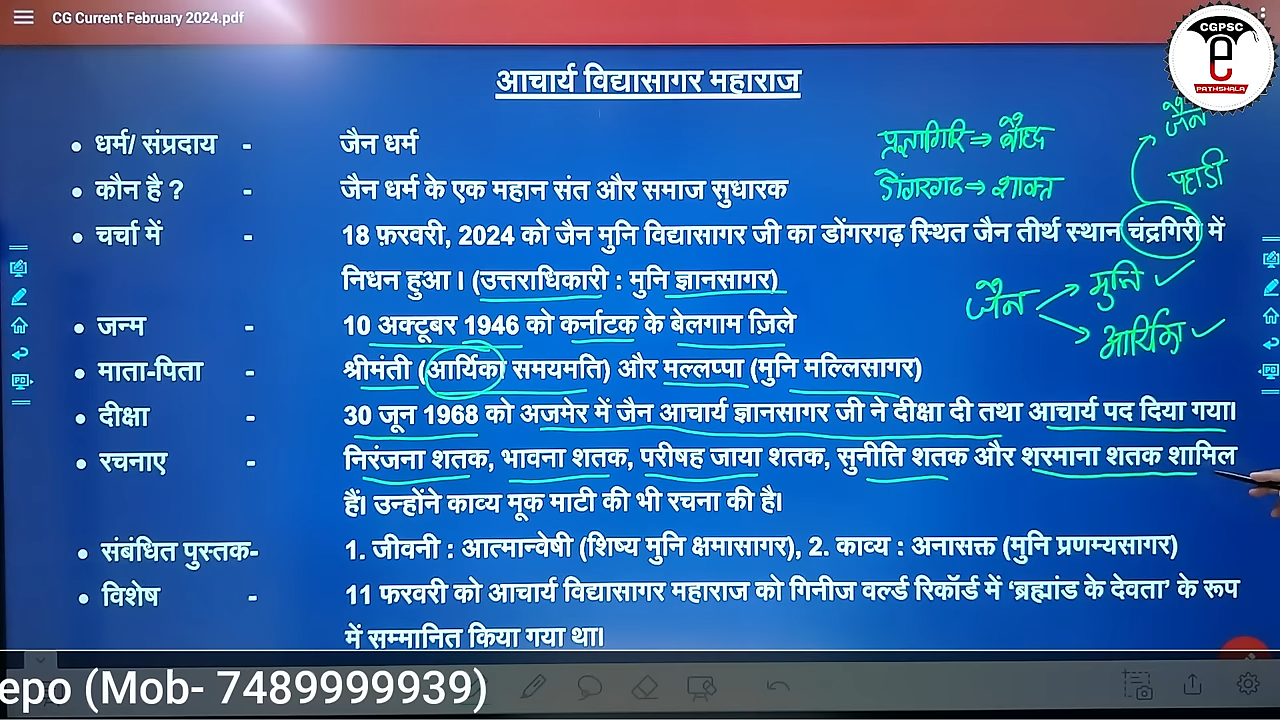 CG Current February 2024.pdf
CGPSC
e
PATHSHALA
आचार्य विद्यासागर महाराज
• धर्म/ संप्रदाय - जैन धर्म
प्रज्ञागिरि ⇒ बौद्ध
जैन
• कौन है ? - जैन धर्म के एक महान संत और समाज सुधारक
डोंगरगढ ⇒ शाक्त
पहाडी
• चर्चा में - 18 फ़रवरी, 2024 को जैन मुनि विद्यासागर जी का डोंगरगढ़ स्थित जैन तीर्थ स्थान चंद्रगिरी में
निधन हुआ । (उत्तराधिकारी : मुनि ज्ञानसागर)
जैन
मुनि ✓
आर्यिका ✓
• जन्म - 10 अक्टूबर 1946 को कर्नाटक के बेलगाम ज़िले
• माता-पिता - श्रीमंती (आर्यिका समयमति) और मल्लप्पा (मुनि मल्लिसागर)
• दीक्षा - 30 जून 1968 को अजमेर में जैन आचार्य ज्ञानसागर जी ने दीक्षा दी तथा आचार्य पद दिया गया।
• रचनाए - निरंजना शतक, भावना शतक, परीषह जाया शतक, सुनीति शतक और शरमाना शतक शामिल
हैं। उन्होंने काव्य मूक माटी की भी रचना की है।
• संबंधित पुस्तक- 1. जीवनी : आत्मान्वेषी (शिष्य मुनि क्षमासागर), 2. काव्य : अनासक्त (मुनि प्रणम्यसागर)
• विशेष - 11 फरवरी को आचार्य विद्यासागर महाराज को गिनीज वर्ल्ड रिकॉर्ड में ‘ब्रह्मांड के देवता’ के रूप
में सम्मानित किया गया था।
epo (Mob- 7489999939)